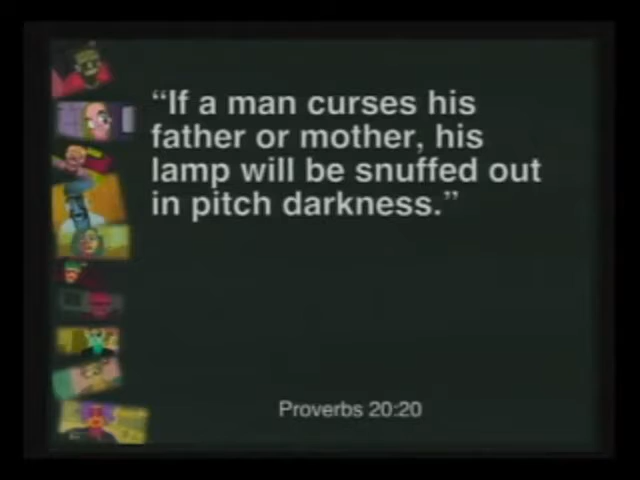 “If a man curses his
father or mother, his
lamp will be snuffed out
in pitch darkness.”
Proverbs 20:20